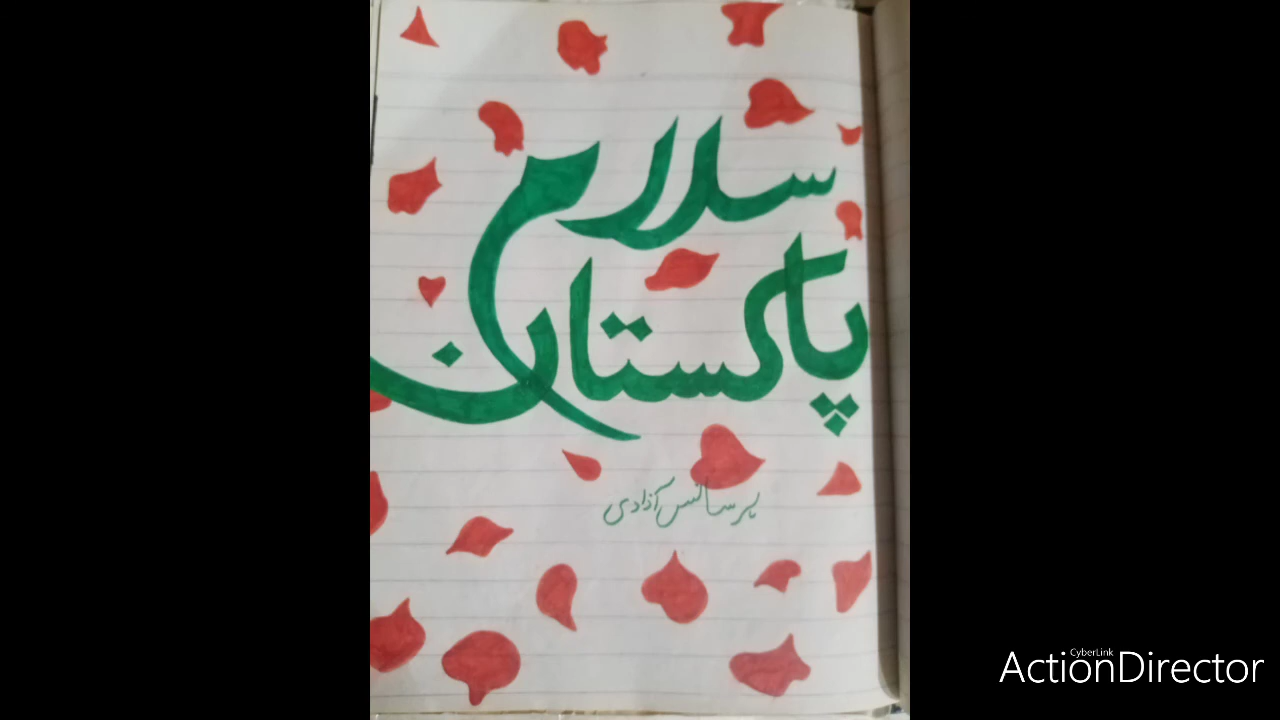 سلام
پاکستان
ہر سانس آزادی
CyberLink
ActionDirector